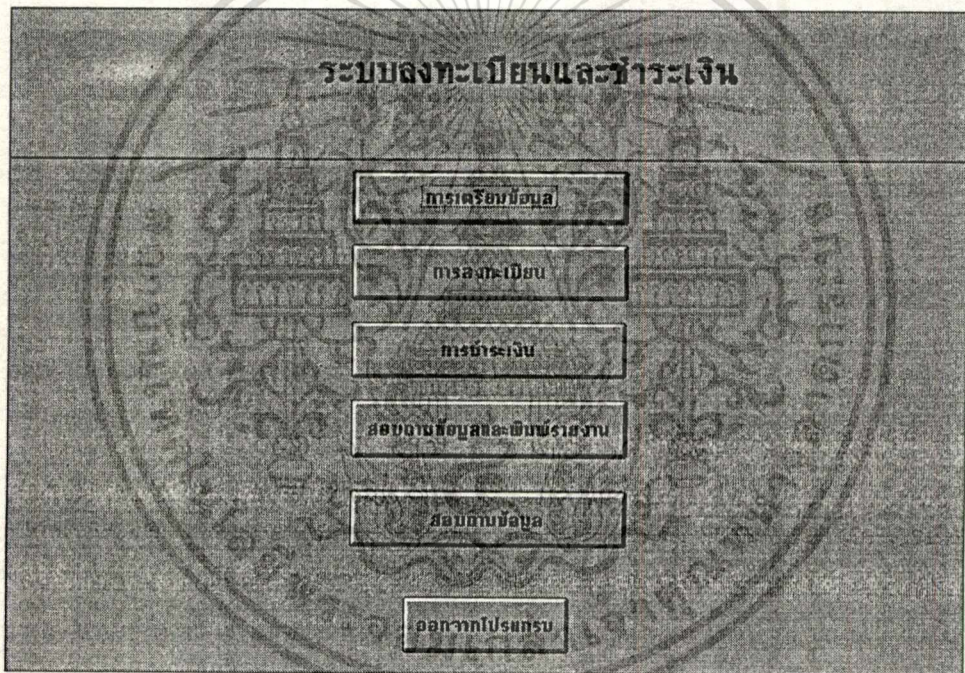 ระบบลงทะเบียนและชำระเงิน
การเตรียมข้อมูล
การลงทะเบียน
การชำระเงิน
สอบถามข้อมูลและพิมพ์รายงาน
สอบถามข้อมูล
ออกจากโปรแกรม